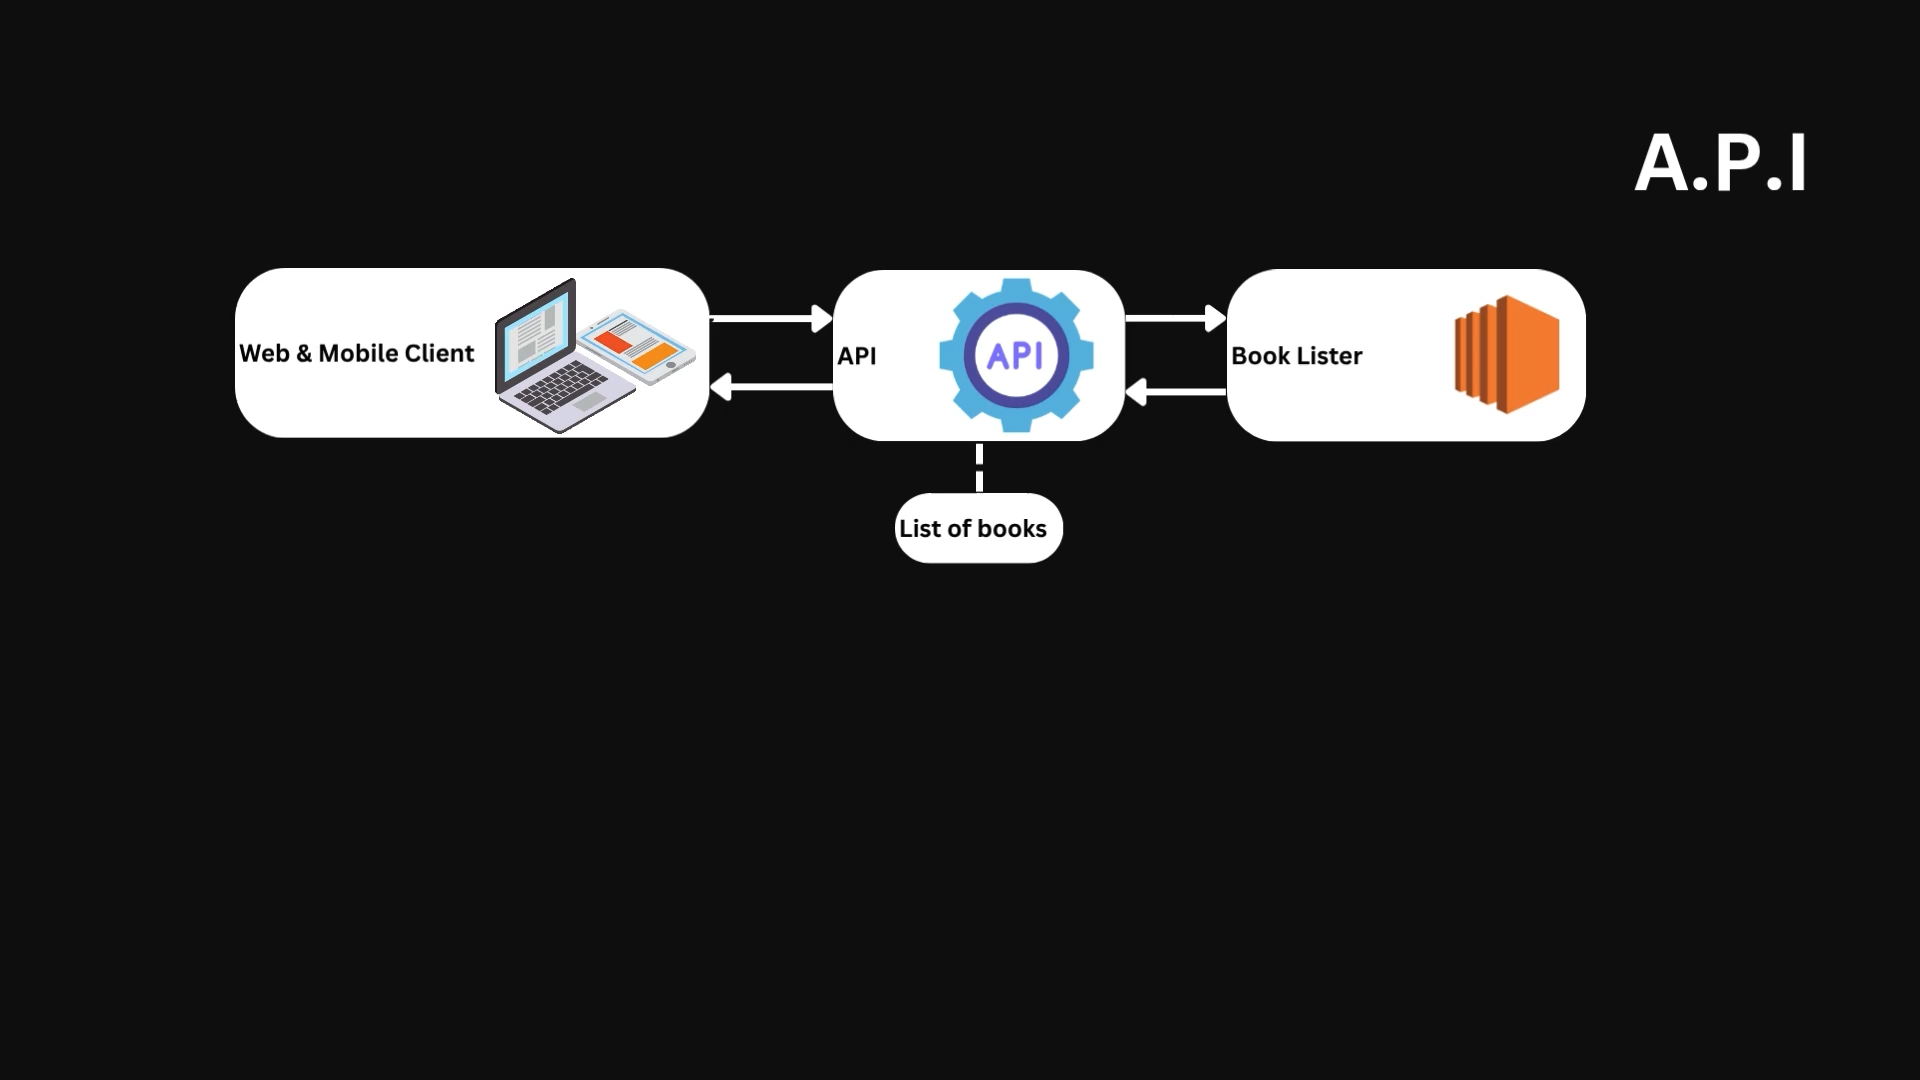 A.P.I
Web & Mobile Client
API
API
Book Lister
List of books